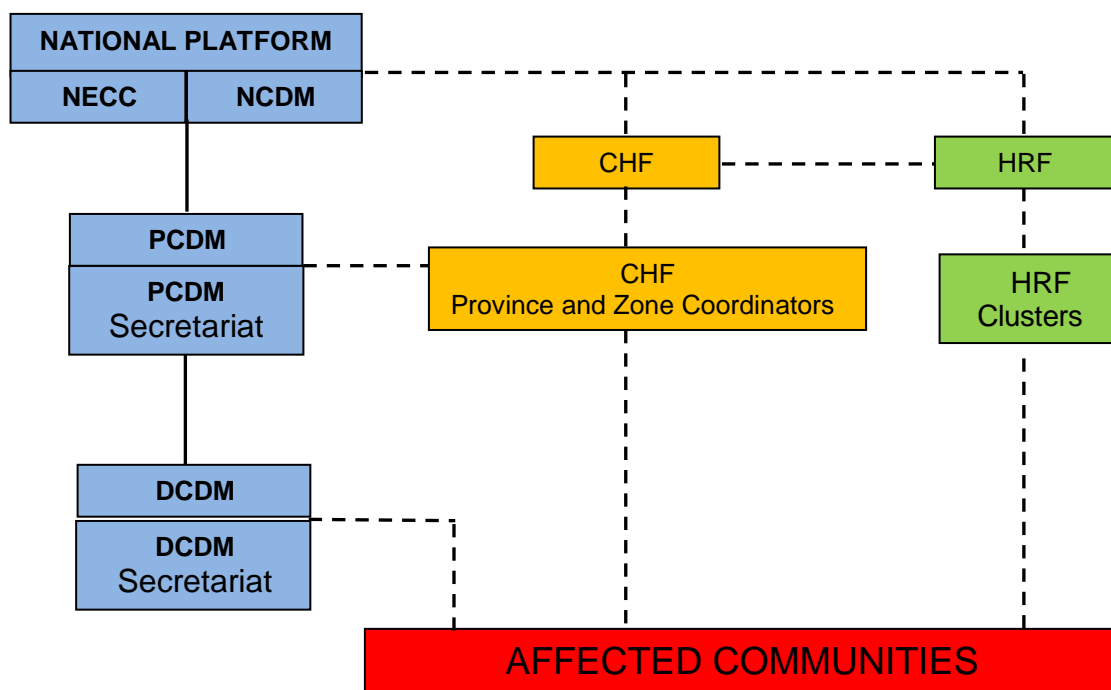 NATIONAL PLATFORM
NECC NCDM
CHF
HRF
PCDM
PCDM
Secretariat
CHF
Province and Zone Coordinators
HRF
Clusters
DCDM
DCDM
Secretariat
AFFECTED COMMUNITIES